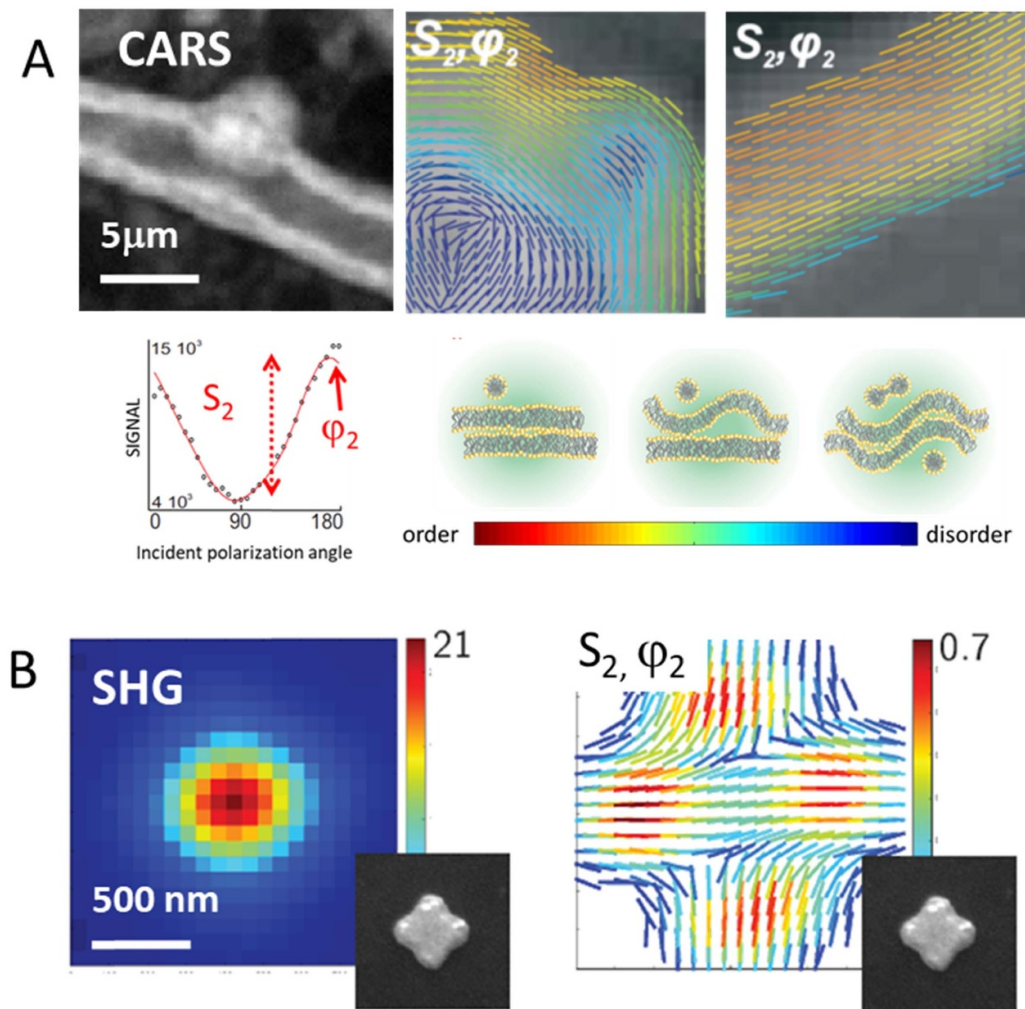 A
CARS
5μm
S₂,φ₂
S₂,φ₂
15 10³
SIGNAL
4 10³
S₂
φ₂
0 90 180
Incident polarization angle
order
disorder
B
SHG
21
500 nm
S₂, φ₂
0.7